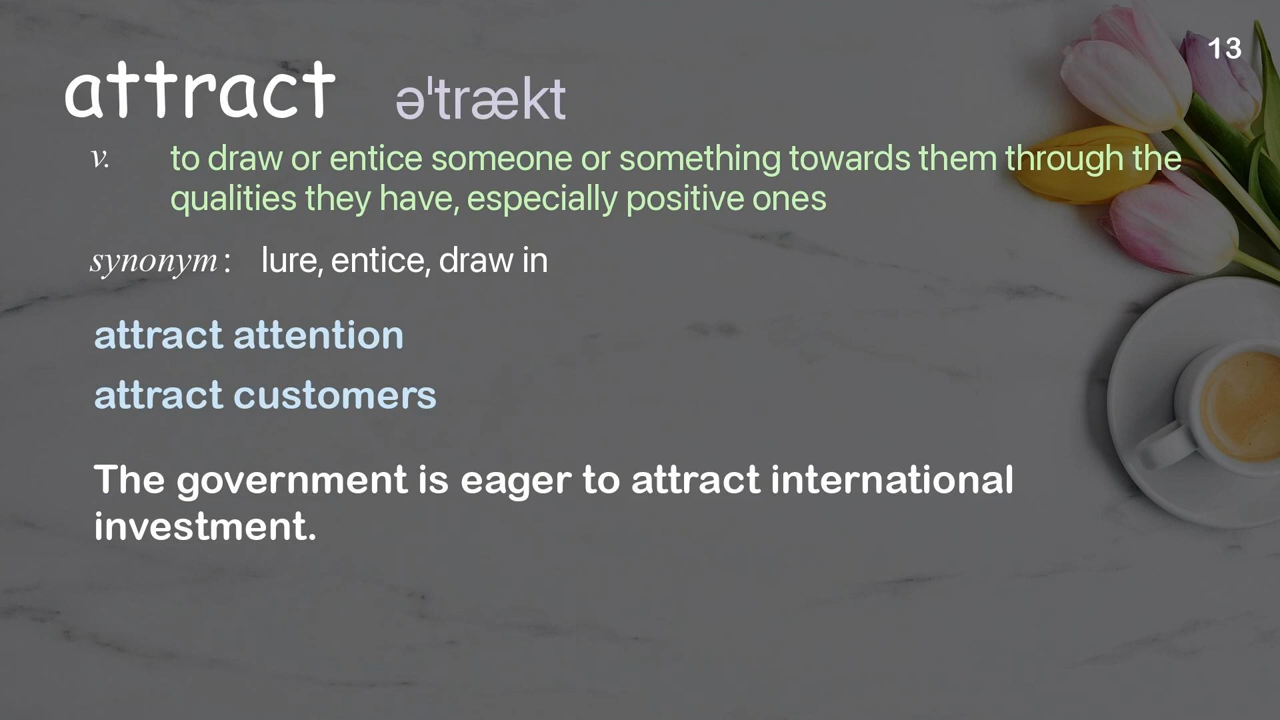 13
attract əˈtrækt
v. to draw or entice someone or something towards them through the
qualities they have, especially positive ones
synonym: lure, entice, draw in
attract attention
attract customers
The government is eager to attract international
investment.